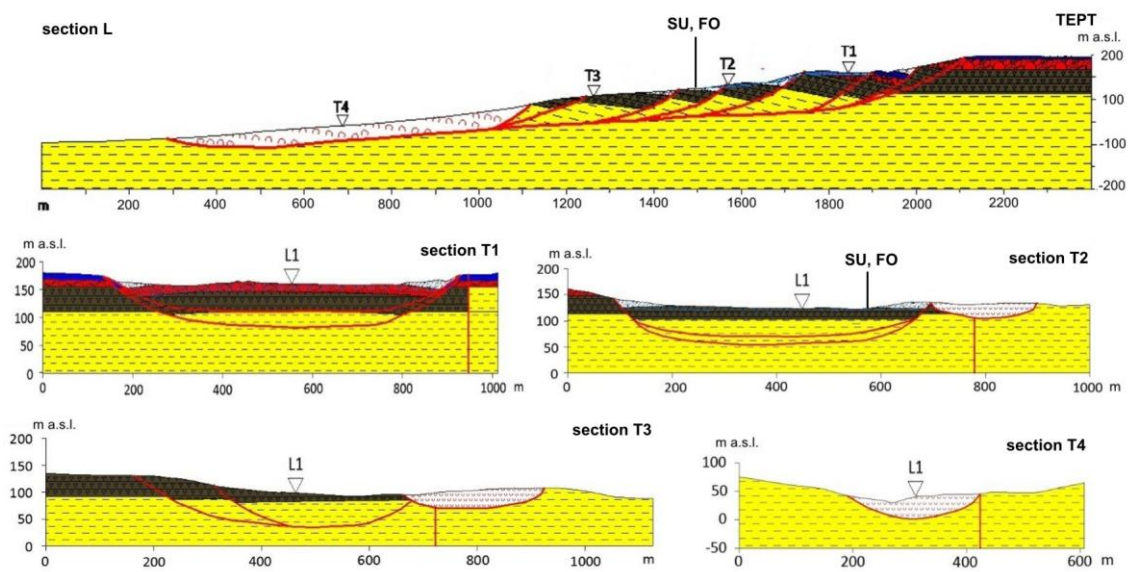 section L
SU, FO
TEPT
m a.s.l.
200
100
-100
-200
T4
T3
T2
T1
m
200
400
600
800
1000
1200
1400
1600
1800
2000
2200
m a.s.l.
section T1
L1
200
150
100
50
0
0
200
400
600
800
1000
m
m a.s.l.
section T2
SU, FO
L1
200
150
100
50
0
0
200
400
600
800
1000
m
m a.s.l.
section T3
L1
200
150
100
50
0
0
200
400
600
800
1000
m
m a.s.l.
section T4
L1
100
50
0
-50
0
200
400
600
m